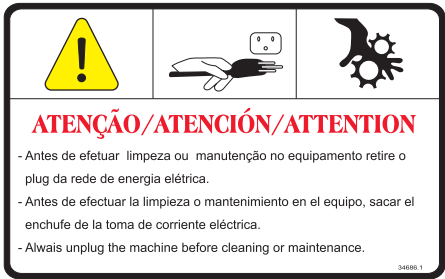 ATENÇÃO/ATENCIÓN/ATTENTION
- Antes de efetuar limpeza ou manutenção no equipamento retire o
plug da rede de energia elétrica.
- Antes de efectuar la limpieza o mantenimiento en el equipo, sacar el
enchufe de la toma de corriente eléctrica.
- Alwais unplug the machine before cleaning or maintenance.
34686.1